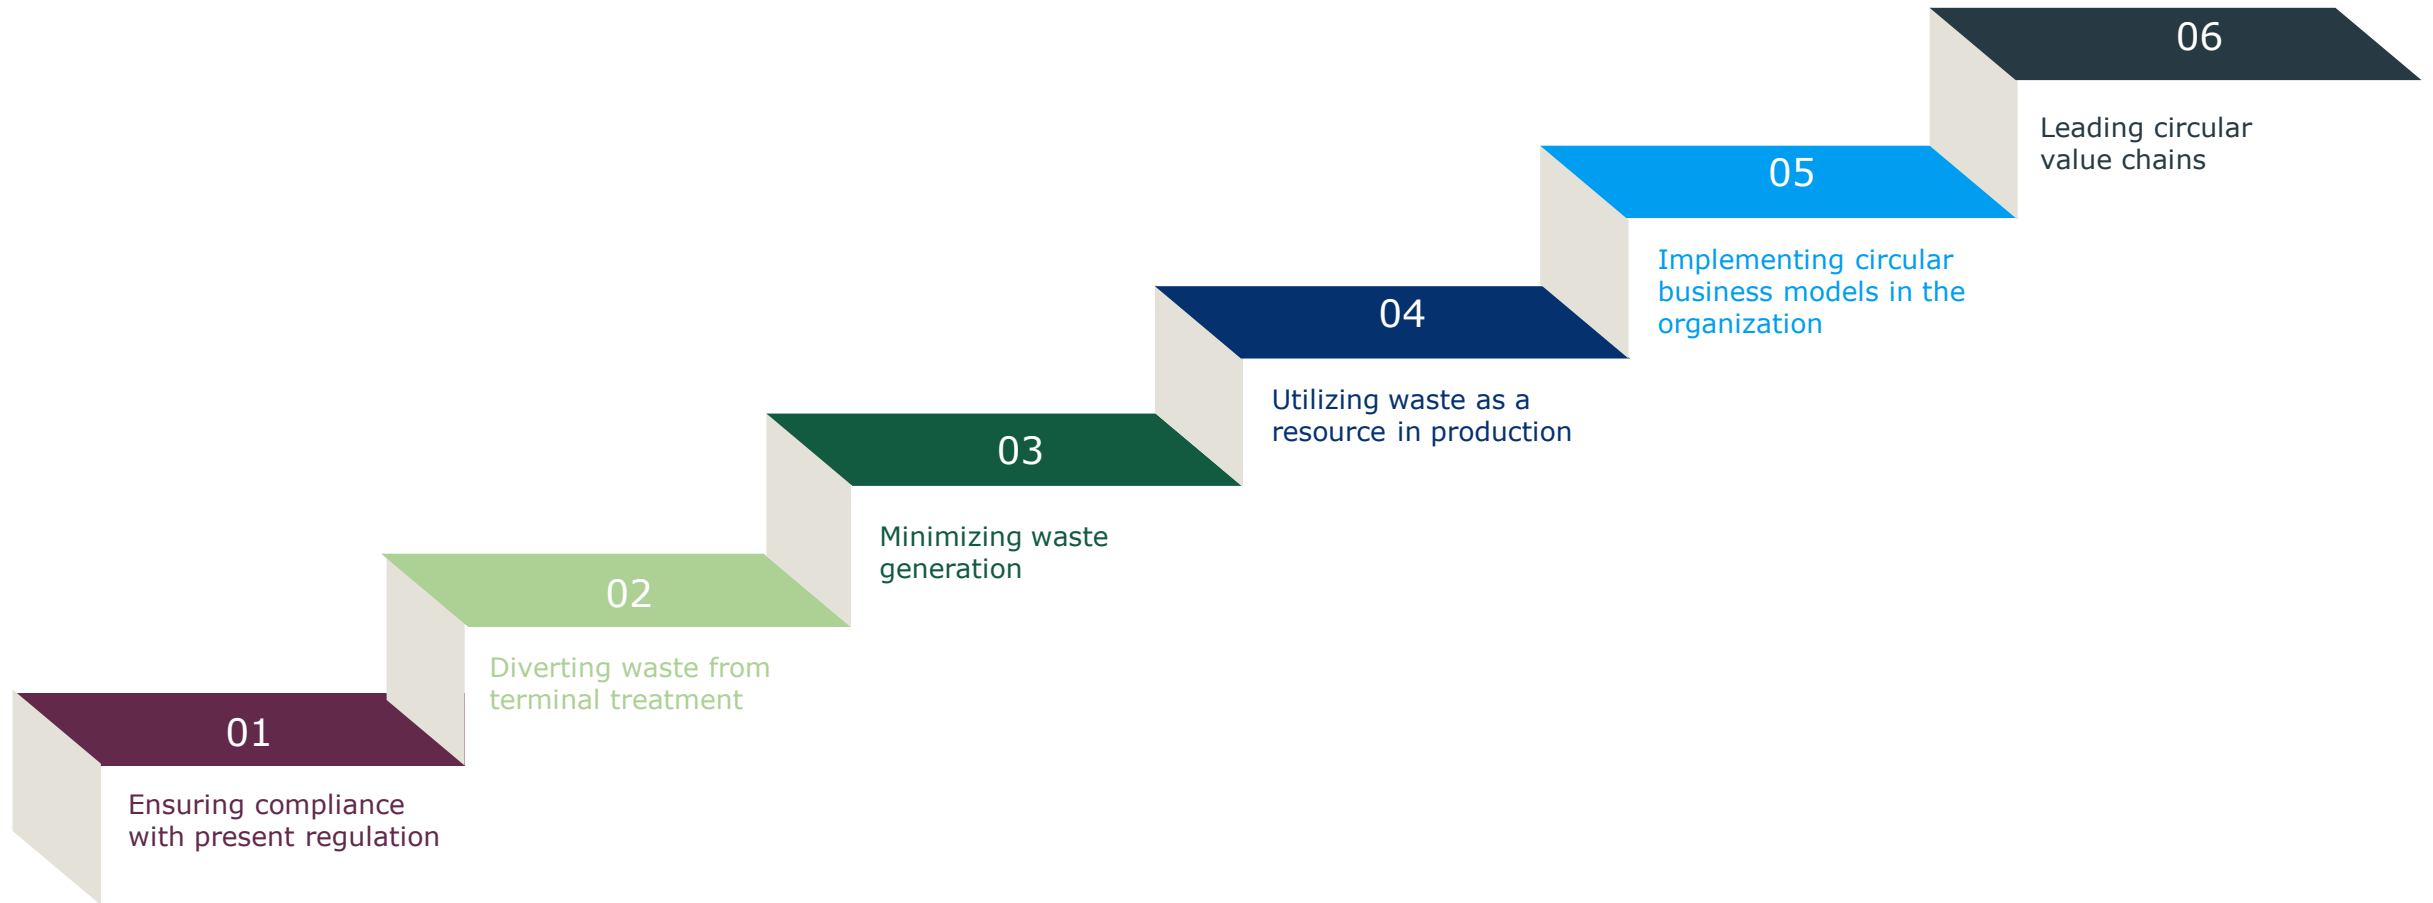 01
Ensuring compliance
with present regulation
02
Diverting waste from
terminal treatment
03
Minimizing waste
generation
04
Utilizing waste as a
resource in production
05
Implementing circular
business models in the
organization
06
Leading circular
value chains